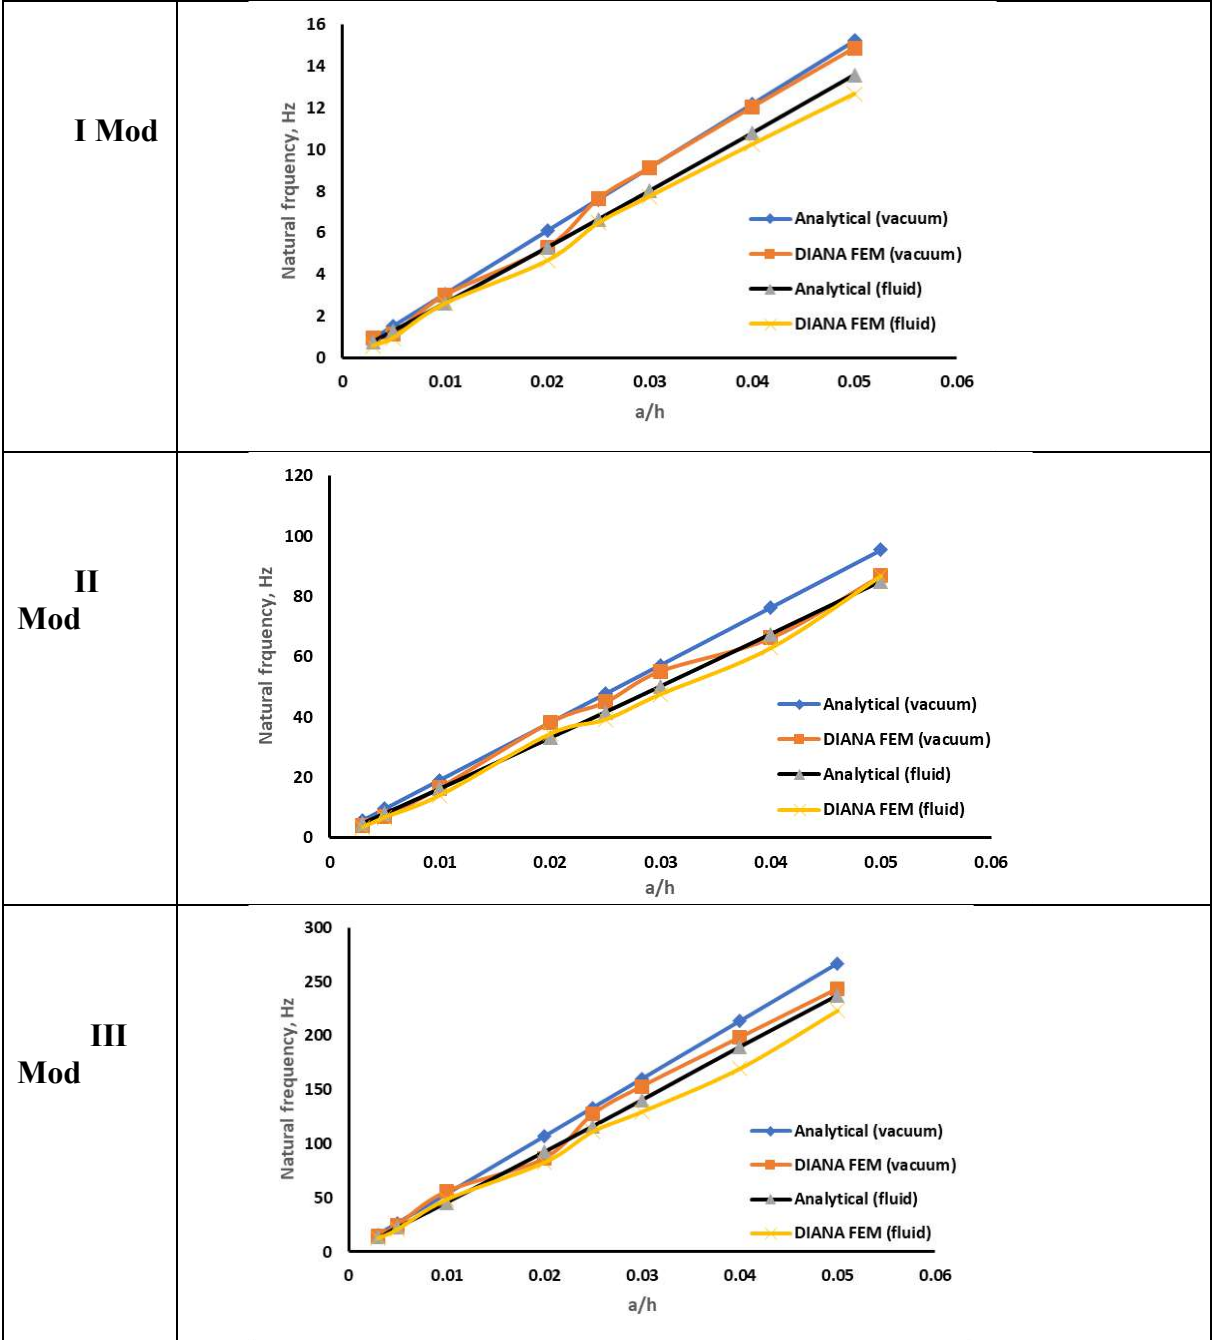 I Mod
Natural frquency, Hz
16
14
12
10
8
6
4
2
0
0 0.01 0.02 0.03 0.04 0.05 0.06
a/h
Analytical (vacuum)
DIANA FEM (vacuum)
Analytical (fluid)
DIANA FEM (fluid)
II
Mod
Natural frquency, Hz
120
100
80
60
40
20
0
0 0.01 0.02 0.03 0.04 0.05 0.06
a/h
Analytical (vacuum)
DIANA FEM (vacuum)
Analytical (fluid)
DIANA FEM (fluid)
III
Mod
Natural frequency, Hz
300
250
200
150
100
50
0
0 0.01 0.02 0.03 0.04 0.05 0.06
a/h
Analytical (vacuum)
DIANA FEM (vacuum)
Analytical (fluid)
DIANA FEM (fluid)